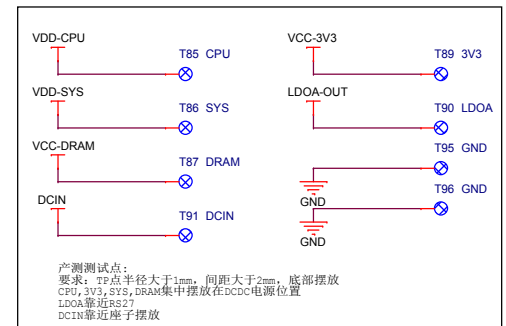 VDD-CPU
T85 CPU
VDD-SYS
T86 SYS
VCC-DRAM
T87 DRAM
DCIN
T91 DCIN
VCC-3V3
T89 3V3
LDOA-OUT
T90 LDOA
T95 GND
GND
T96 GND
GND
产测测试点:
要求: TP点半径大于1mm, 间距大于2mm, 底部摆放
CPU,3V3,SYS,DRAM集中摆放在DCDC电源位置
LDOA靠近RS27
DCIN靠近座子摆放